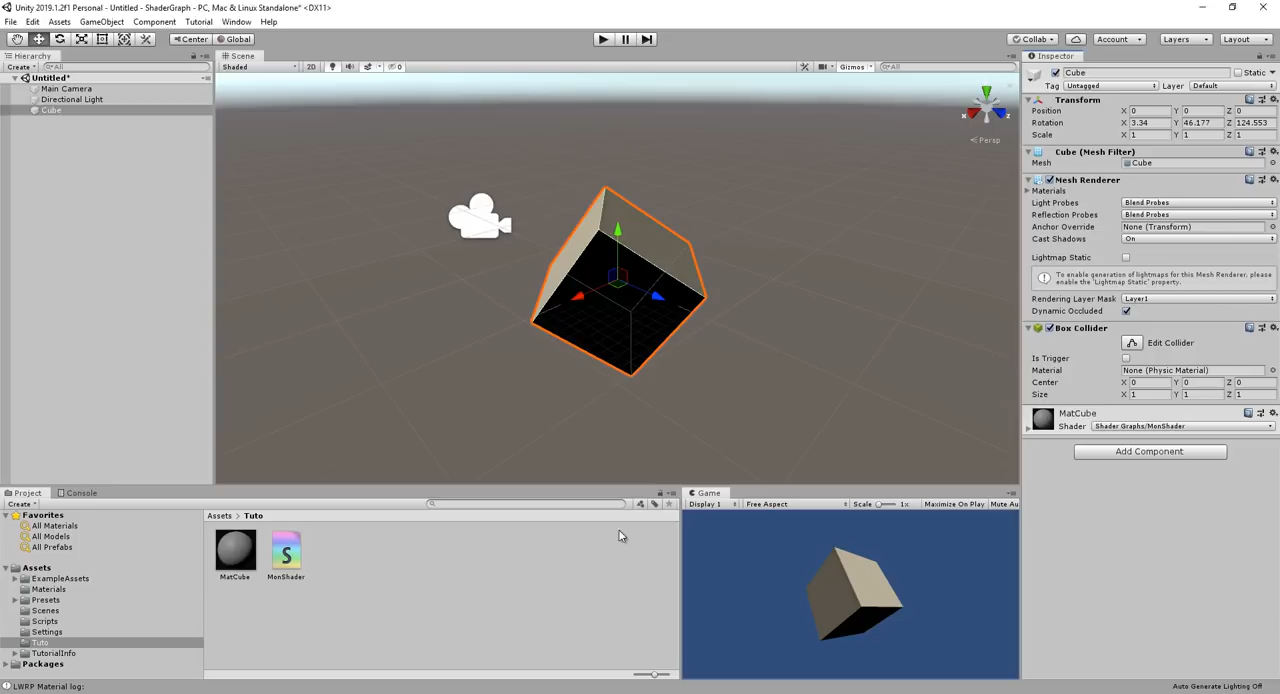 Unity 2019.1.2f1 Personal - Untitled - ShaderGraph - PC, Mac & Linux Standalone* <DX11>
File Edit Assets GameObject Component Tutorial Window Help
Center Global Collab Account Layers Layout
Hierarchy Scene Inspector
Create All Shaded 2D 0 Gizmos All
Untitled*
Main Camera
Directional Light
Cube
x z
Persp
Cube Static
Tag Untagged Layer Default
Transform
Position X 0 Y 0 Z 0
Rotation X 3.34 Y 46.177 Z 124.553
Scale X 1 Y 1 Z 1
Cube (Mesh Filter)
Mesh Cube
Mesh Renderer
Materials
Light Probes Blend Probes
Reflection Probes Blend Probes
Anchor Override None (Transform)
Cast Shadows On
Lightmap Static
To enable generation of lightmaps for this Mesh Renderer, please
enable the 'Lightmap Static' property.
Rendering Layer Mask Layer1
Dynamic Occluded
Box Collider
Edit Collider
Is Trigger
Material None (Physic Material)
Center X 0 Y 0 Z 0
Size X 1 Y 1 Z 1
MatCube
Shader Shader Graphs/MonShader
Add Component
Project Console
Create
Favorites
All Materials
All Models
All Prefabs
Assets
ExampleAssets
Materials
Presets
Scenes
Scripts
Settings
Tuto
TutorialInfo
Packages
Assets Tuto
MatCube MonShader
S
Game
Display 1 Free Aspect Scale 1x Maximize On Play Mute Au
LWRP Material log:
Auto Generate Lighting Off